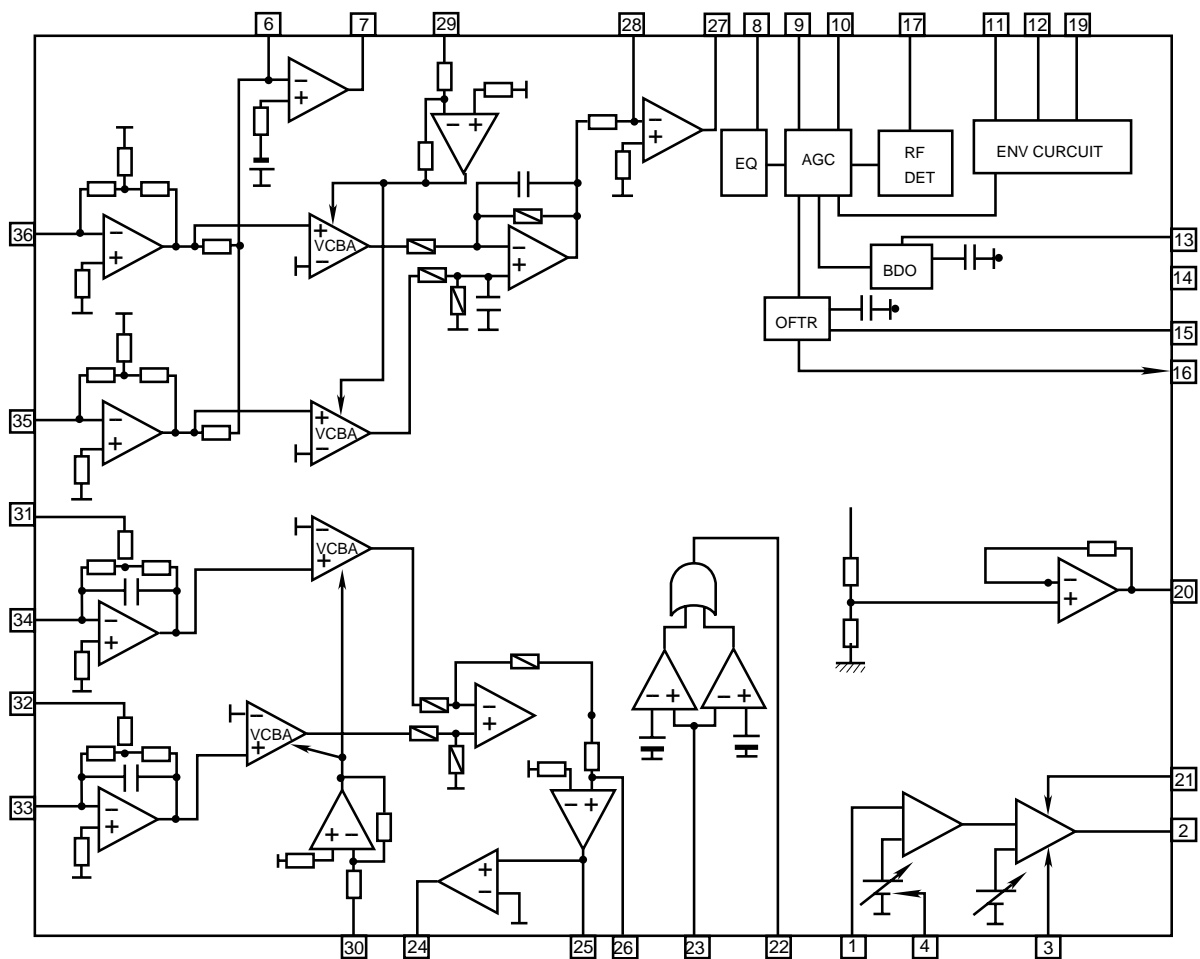 6 7 29 28 27 8 9 10 17 11 12 19
− +
− +
− +
EQ AGC RF
DET
ENV CURCUIT
36
− +
+ VCBA −
− +
BDO
13
14
OFTR
15
16
35
− +
+ VCBA −
31
− VCBA +
34
− +
− +
20
32
− VCBA +
− +
− + + −
33
− +
− +
21
2
+ −
+ −
30 24 25 26 23 22 1 4 3